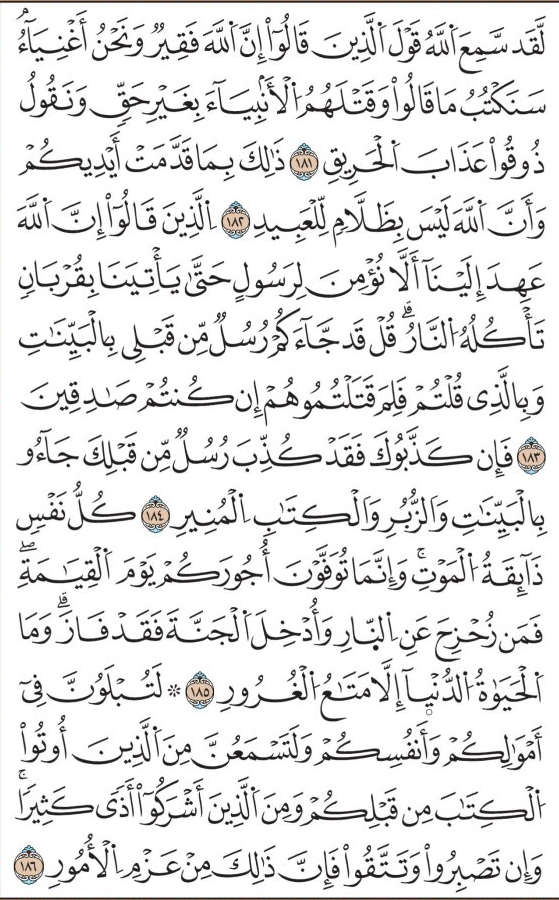 لَّقَدۡ سَمِعَ ٱللَّهُ قَوۡلَ ٱلَّذِينَ قَالُوٓاْ إِنَّ ٱللَّهَ فَقِيرٞ وَنَحۡنُ أَغۡنِيَآءُۘ
سَنَكۡتُبُ مَا قَالُواْ وَقَتۡلَهُمُ ٱلۡأَنۢبِيَآءَ بِغَيۡرِ حَقّٖ وَنَقُولُ
ذُوقُواْ عَذَابَ ٱلۡحَرِيقِ ١٨١ ذَٰلِكَ بِمَا قَدَّمَتۡ أَيۡدِيكُمۡ
وَأَنَّ ٱللَّهَ لَيۡسَ بِظَلَّامٖ لِّلۡعَبِيدِ ١٨٢ ٱلَّذِينَ قَالُوٓاْ إِنَّ ٱللَّهَ
عَهِدَ إِلَيۡنَآ أَلَّا نُؤۡمِنَ لِرَسُولٍ حَتَّىٰ يَأۡتِيَنَا بِقُرۡبَانٖ
تَأۡكُلُهُ ٱلنَّارُۗ قُلۡ قَدۡ جَآءَكُمۡ رُسُلٞ مِّن قَبۡلِي بِٱلۡبَيِّنَٰتِ
وَبِٱلَّذِي قُلۡتُمۡ فَلِمَ قَتَلۡتُمُوهُمۡ إِن كُنتُمۡ صَٰدِقِينَ
١٨٣ فَإِن كَذَّبُوكَ فَقَدۡ كُذِّبَ رُسُلٞ مِّن قَبۡلِكَ جَآءُو
بِٱلۡبَيِّنَٰتِ وَٱلزُّبُرِ وَٱلۡكِتَٰبِ ٱلۡمُنِيرِ ١٨٤ كُلُّ نَفۡسٖ
ذَآئِقَةُ ٱلۡمَوۡتِۗ وَإِنَّمَا تُوَفَّوۡنَ أُجُورَكُمۡ يَوۡمَ ٱلۡقِيَٰمَةِۖ
فَمَن زُحۡزِحَ عَنِ ٱلنَّارِ وَأُدۡخِلَ ٱلۡجَنَّةَ فَقَدۡ فَازَۗ وَمَا
ٱلۡحَيَوٰةُ ٱلدُّنۡيَآ إِلَّا مَتَٰعُ ٱلۡغُرُورِ ١٨٥ ۞ لَتُبۡلَوُنَّ فِيٓ
أَمۡوَٰلِكُمۡ وَأَنفُسِكُمۡ وَلَتَسۡمَعُنَّ مِنَ ٱلَّذِينَ أُوتُواْ
ٱلۡكِتَٰبَ مِن قَبۡلِكُمۡ وَمِنَ ٱلَّذِينَ أَشۡرَكُوٓاْ أَذٗى كَثِيرٗاۚ
وَإِن تَصۡبِرُواْ وَتَتَّقُواْ فَإِنَّ ذَٰلِكَ مِنۡ عَزۡمِ ٱلۡأُمُورِ ١٨٦